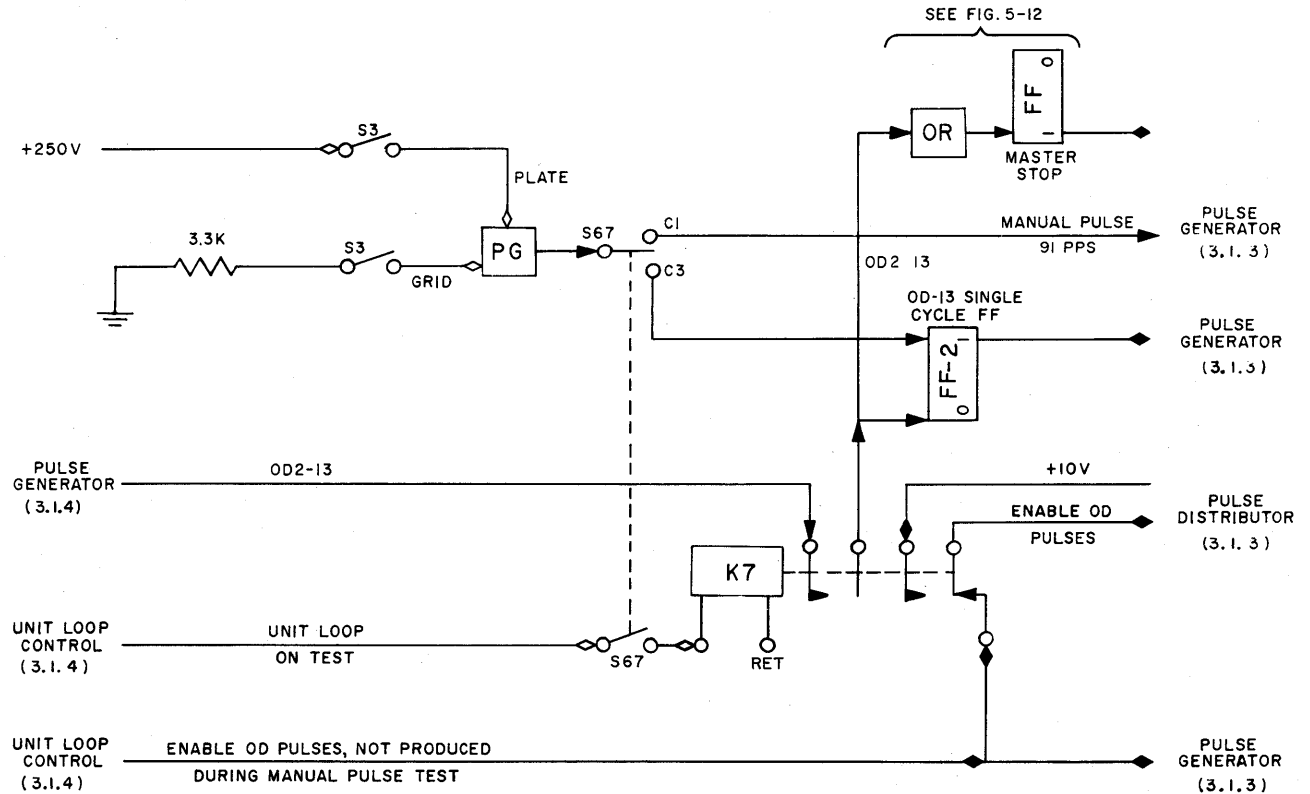 SEE FIG. 5-12
FF
0
1
OR
MASTER
STOP
S3
+250V
PLATE
3.3K
S3
GRID
PG
S67
C1
C3
MANUAL PULSE
91 PPS
PULSE
GENERATOR
(3.1.3)
OD2 13
OD-13 SINGLE
CYCLE FF
FF-2
1
0
PULSE
GENERATOR
(3.1.3)
PULSE
GENERATOR
(3.1.4)
OD2-13
+10V
ENABLE OD
PULSES
PULSE
DISTRIBUTOR
(3.1.3)
K7
UNIT LOOP
CONTROL
(3.1.4)
UNIT LOOP
ON TEST
S67
RET
UNIT LOOP
CONTROL
(3.1.4)
ENABLE OD PULSES, NOT PRODUCED
DURING MANUAL PULSE TEST
PULSE
GENERATOR
(3.1.3)